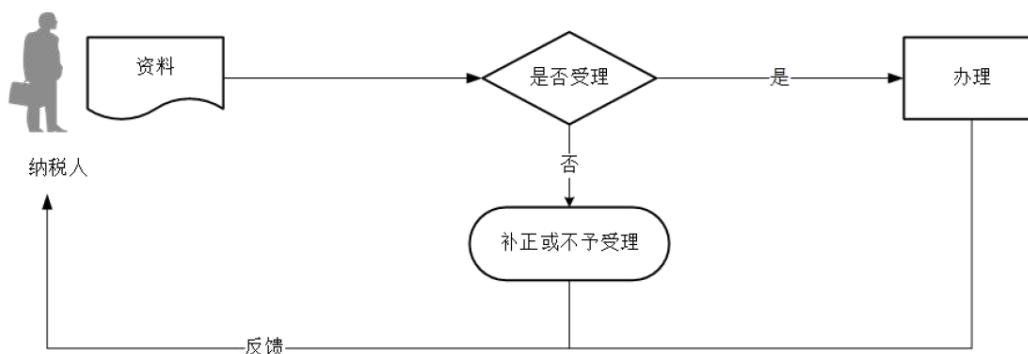 资料
是否受理
是
办理
纳税人
否
补正或不予受理
反馈